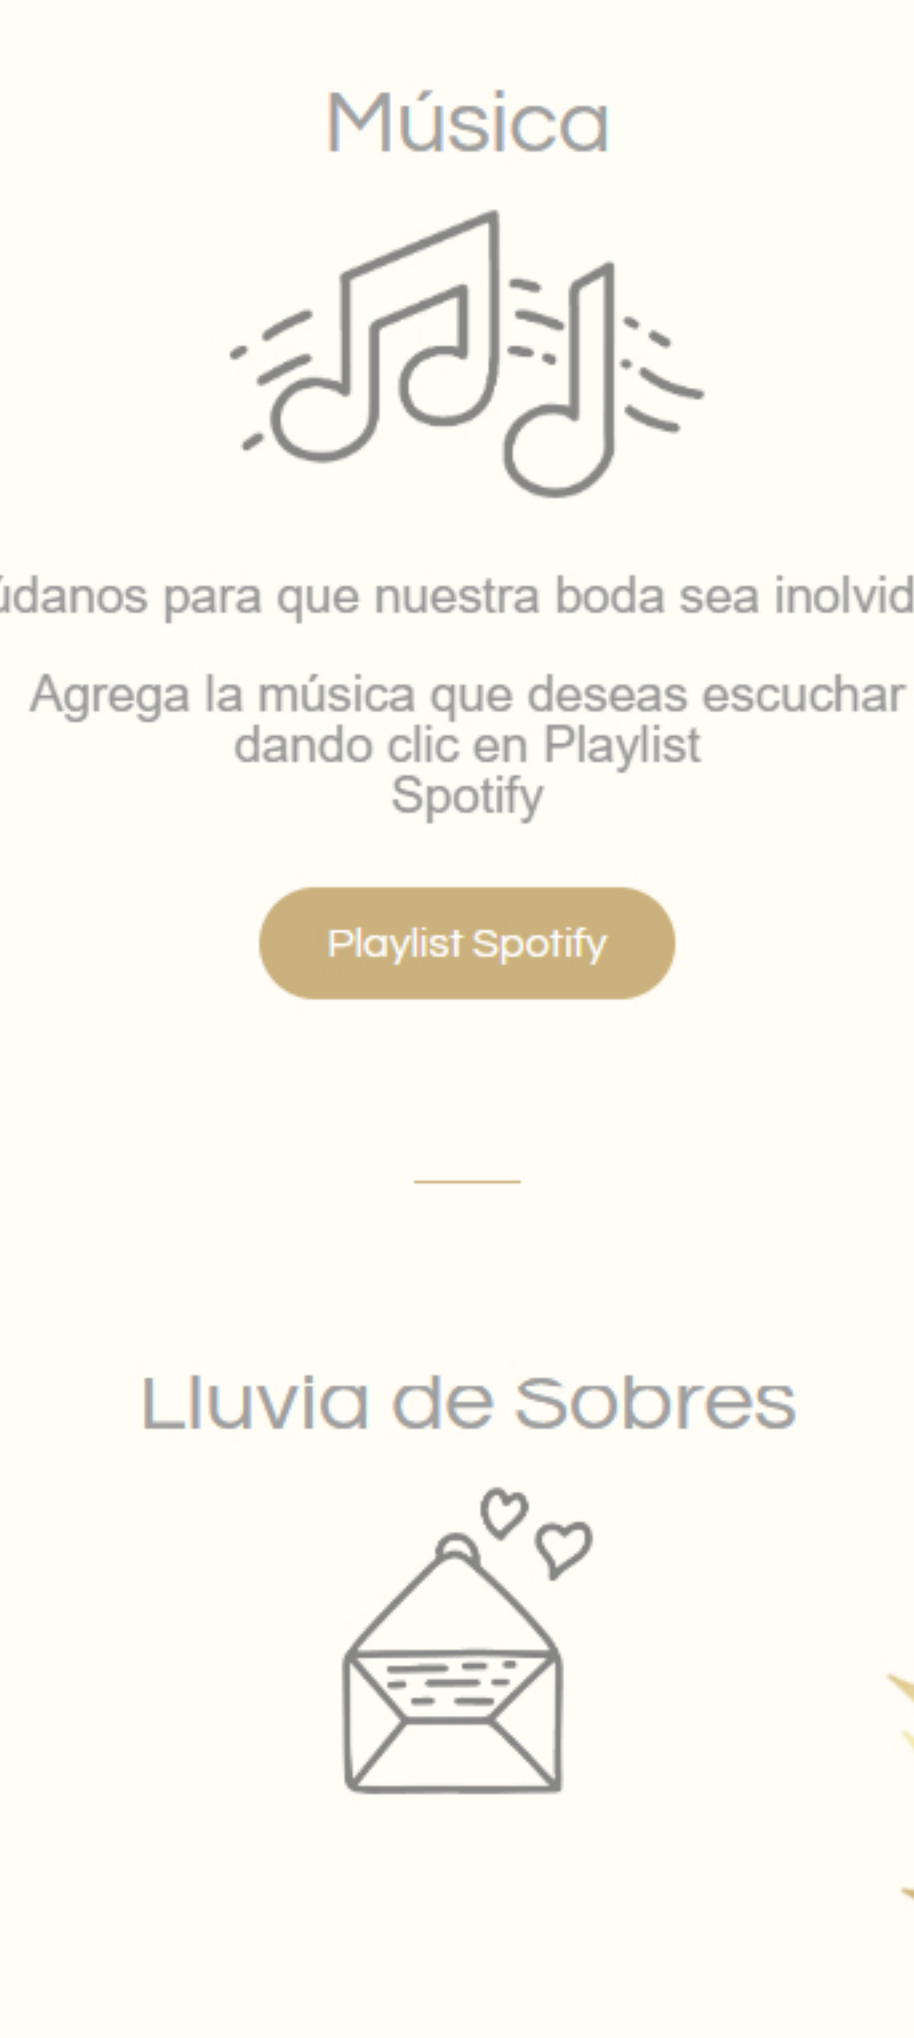 Música
údanos para que nuestra boda sea inolvid
Agrega la música que deseas escuchar
dando clic en Playlist
Spotify
Playlist Spotify
Lluvia de Sobres